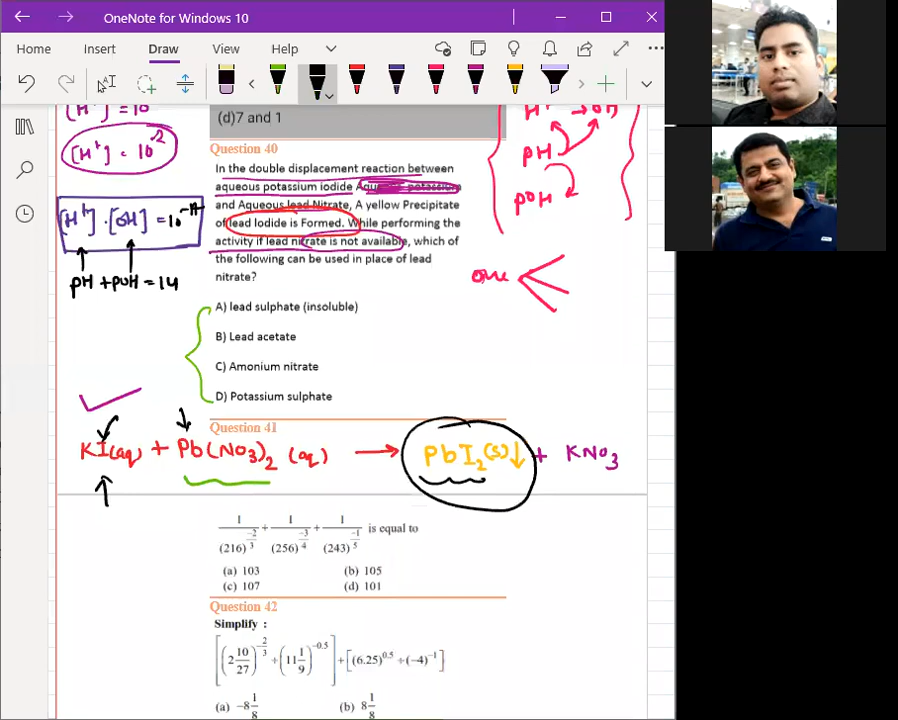 OneNote for Windows 10
Home Insert Draw View Help
[H+] = 10
[H+] = 10-2
[H+] · [OH] = 10-14
pH + pOH = 14
(d)7 and 1
Question 40
In the double displacement reaction between
aqueous potassium iodide
and Aqueous lead Nitrate, A yellow Precipitate
of lead Iodide is Formed. While performing the
activity if lead nitrate is not available, which of
the following can be used in place of lead
nitrate?
A) lead sulphate (insoluble)
B) Lead acetate
C) Amonium nitrate
D) Potassium sulphate
H+ → OH
pH
pOH
Question 41
KI(aq) + Pb(NO3)2 (aq) → PbI2(s)↓ + KNO3
1/(216)^-2/3 + 1/(256)^-3/4 + 1/(243)^-1/5 is equal to
(a) 103 (b) 105
(c) 107 (d) 101
Question 42
Simplify :
[(2 10/27)^-2/3 ÷ (11 1/9)^-0.5] + [(6.25)^0.5 ÷ (-4)^-1]
(a) -8 1/8 (b) 8 1/8